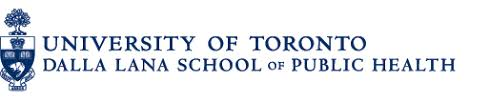 UNIVERSITY OF TORONTO
DALLA LANA SCHOOL OF PUBLIC HEALTH